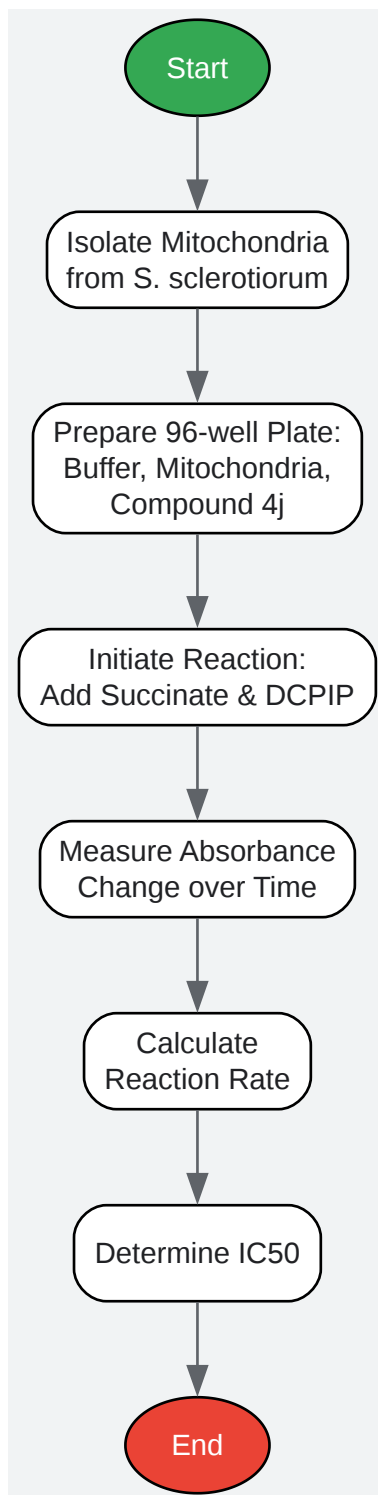 Start
Isolate Mitochondria
from S. sclerotiorum
Prepare 96-well Plate:
Buffer, Mitochondria,
Compound 4j
Initiate Reaction:
Add Succinate & DCPIP
Measure Absorbance
Change over Time
Calculate
Reaction Rate
Determine IC50
End